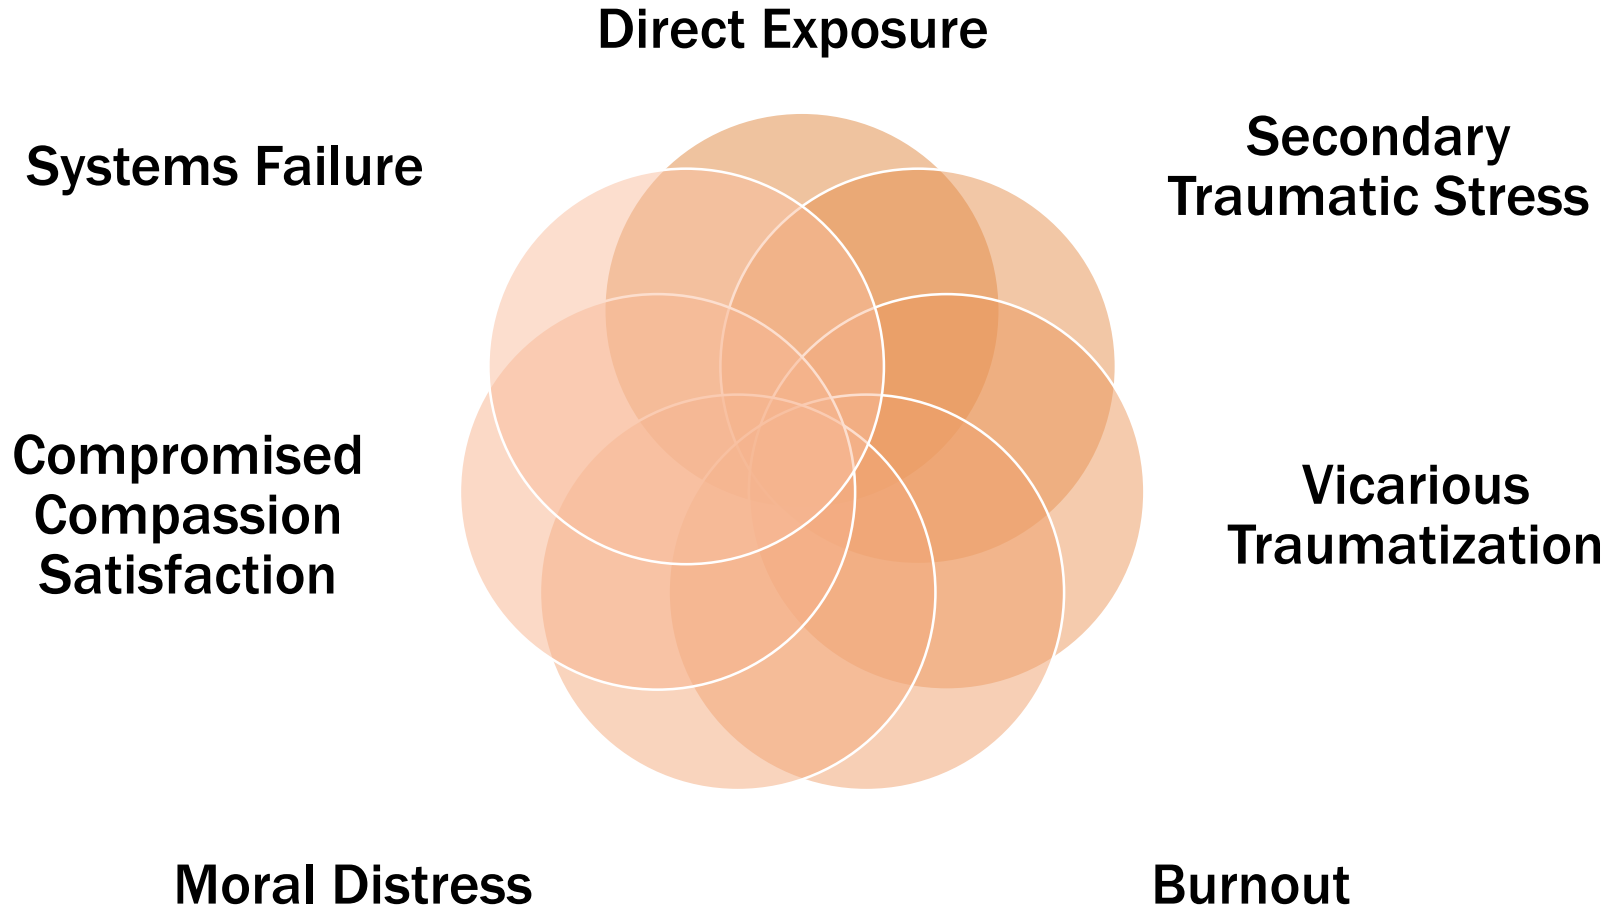 Direct Exposure
Secondary
Traumatic Stress
Vicarious
Traumatization
Burnout
Moral Distress
Compromised
Compassion
Satisfaction
Systems Failure